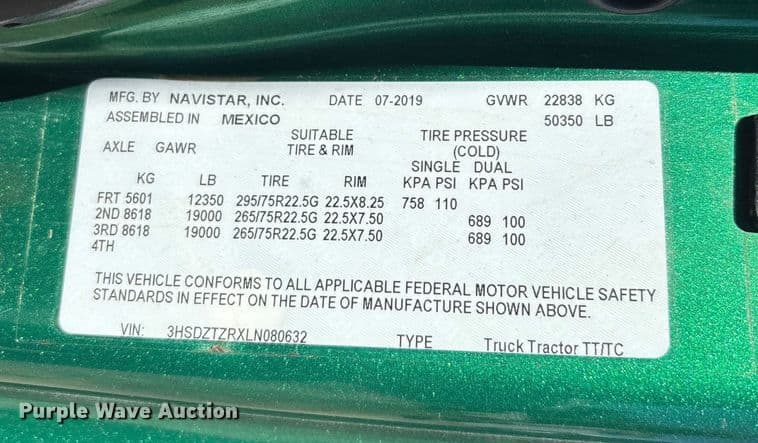 MFG. BY NAVISTAR, INC. DATE 07-2019 GVWR 22838 KG
ASSEMBLED IN MEXICO 50350 LB
SUITABLE TIRE PRESSURE
AXLE GAWR TIRE & RIM (COLD)
SINGLE DUAL
KG LB TIRE RIM KPA PSI KPA PSI
FRT 5601 12350 295/75R22.5G 22.5X8.25 758 110
2ND 8618 19000 265/75R22.5G 22.5X7.50 689 100
3RD 8618 19000 265/75R22.5G 22.5X7.50 689 100
4TH
THIS VEHICLE CONFORMS TO ALL APPLICABLE FEDERAL MOTOR VEHICLE SAFETY
STANDARDS IN EFFECT ON THE DATE OF MANUFACTURE SHOWN ABOVE.
VIN: 3HSDZTZRXLN080632 TYPE Truck Tractor TT/TC
Purple Wave Auction